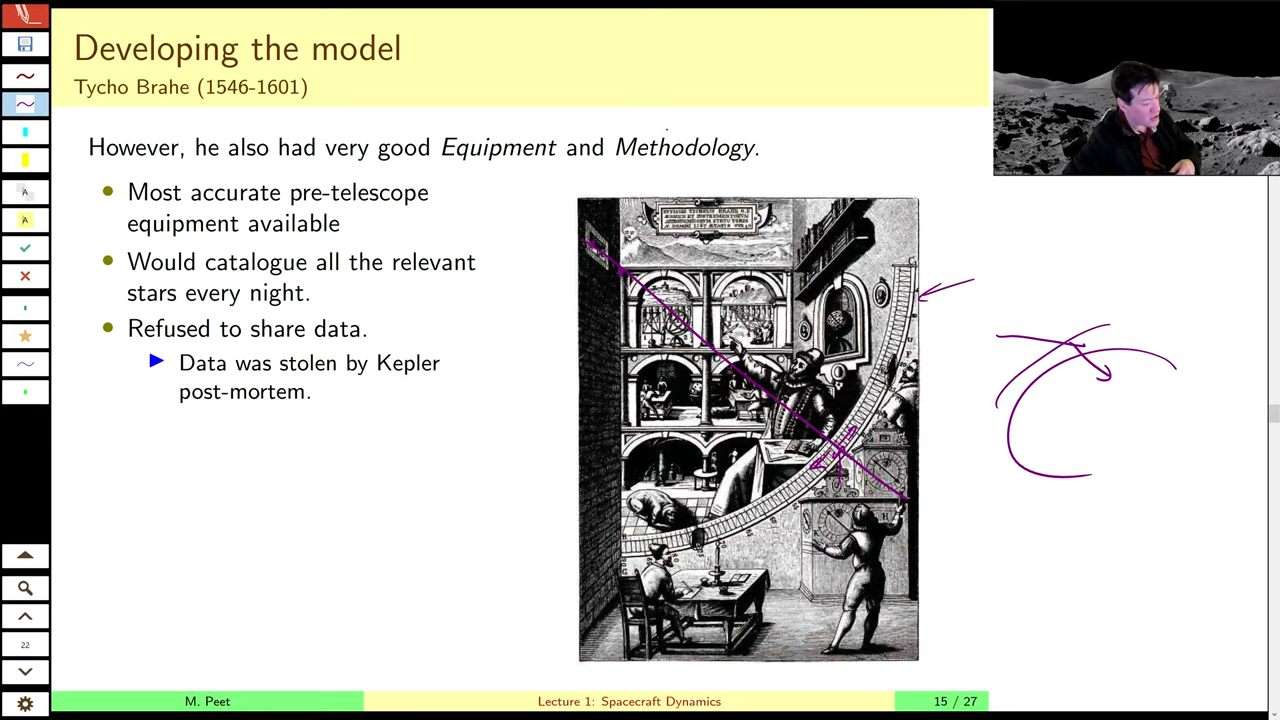 Developing the model
Tycho Brahe (1546-1601)
However, he also had very good Equipment and Methodology.
Most accurate pre-telescope
equipment available
Would catalogue all the relevant
stars every night.
Refused to share data.
Data was stolen by Kepler
post-mortem.
22
M. Peet
Lecture 1: Spacecraft Dynamics
15 / 27
Matthew Peet